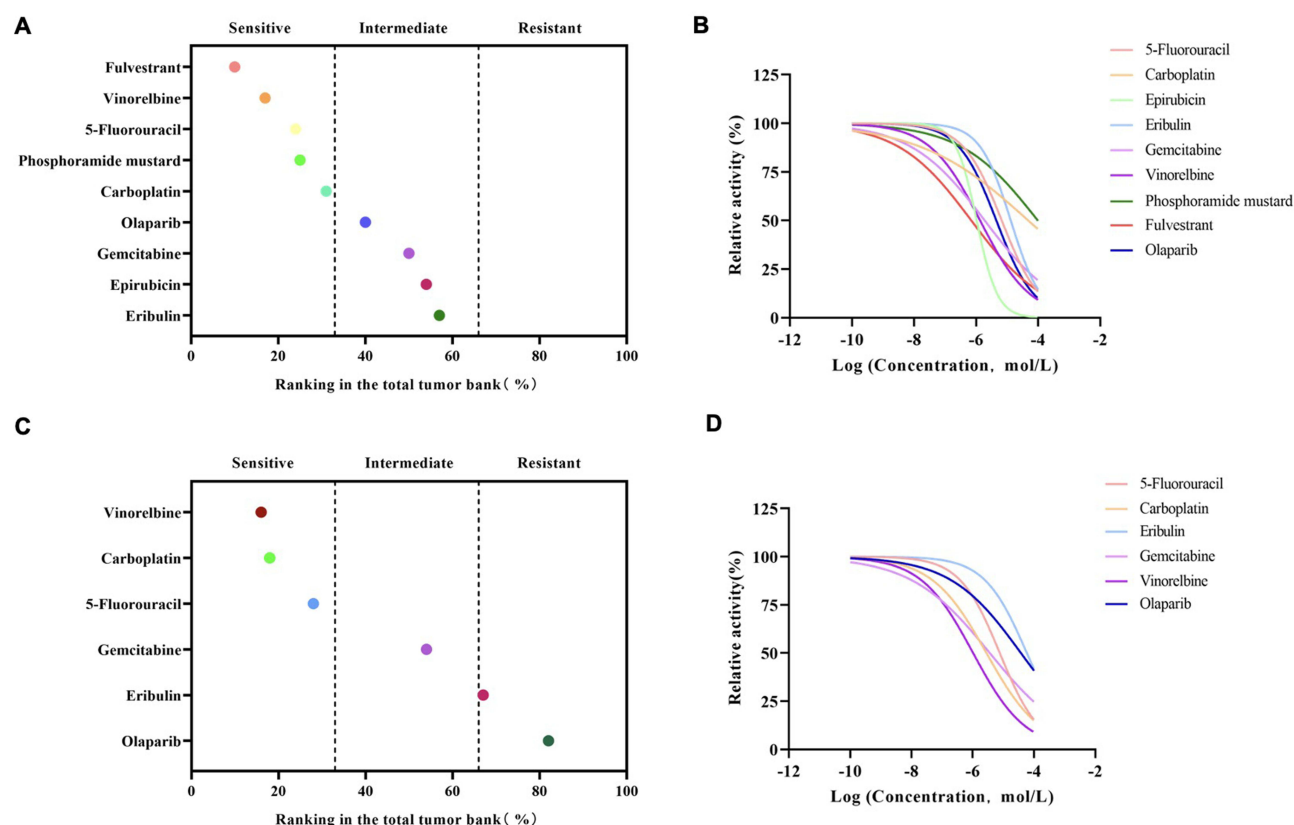 A
Sensitive Intermediate Resistant
Fulvestrant
Vinorelbine
5-Fluorouracil
Phosphoramide mustard
Carboplatin
Olaparib
Gemcitabine
Epirubicin
Eribulin
0 20 40 60 80 100
Ranking in the total tumor bank( %)
B
5-Fluorouracil
Carboplatin
Epirubicin
Eribulin
Gemcitabine
Vinorelbine
Phosphoramide mustard
Fulvestrant
Olaparib
Relative activity (%)
125
100
75
50
25
0
-12 -10 -8 -6 -4 -2
Log (Concentration, mol/L)
C
Sensitive Intermediate Resistant
Vinorelbine
Carboplatin
5-Fluorouracil
Gemcitabine
Eribulin
Olaparib
0 20 40 60 80 100
Ranking in the total tumor bank( %)
D
5-Fluorouracil
Carboplatin
Eribulin
Gemcitabine
Vinorelbine
Olaparib
Relative activity(%)
125
100
75
50
25
0
-12 -10 -8 -6 -4 -2
Log (Concentration, mol/L)